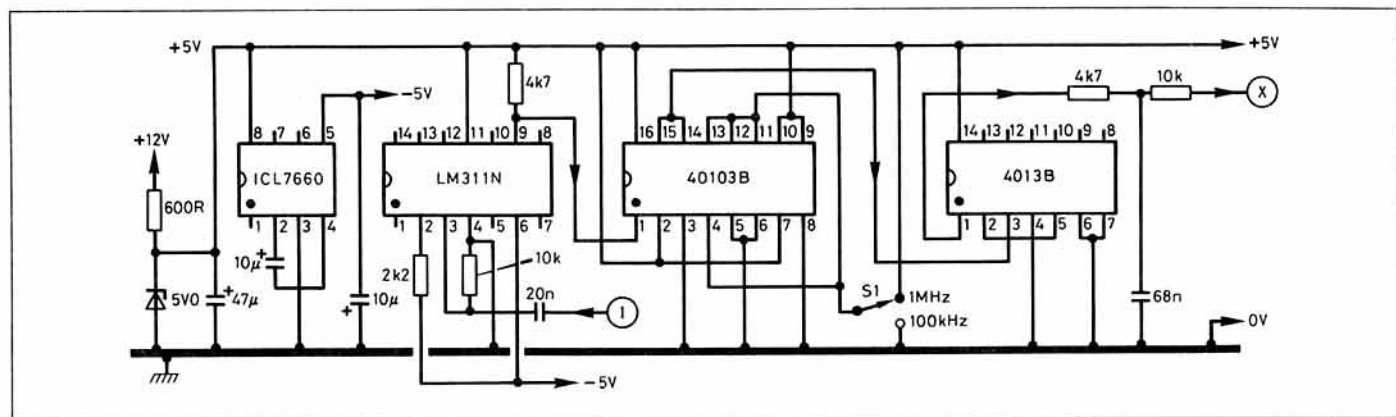 +5V
+5V
4k7
4k7
10k
X
-5V
+12V
8 7 6 5
14 13 12 11 10 9 8
16 15 14 13 12 11 10 9
14 13 12 11 10 9 8
600R
ICL7660
LM311N
40103B
4013B
1 2 3 4
1 2 3 4 5 6 7
1 2 3 4 5 6 7 8
1 2 3 4 5 6 7
10μ +
2k2
10k
20n
S1
1MHz
5V0
+ 47μ
+ 10μ
I
100kHz
68n
0V
-5V